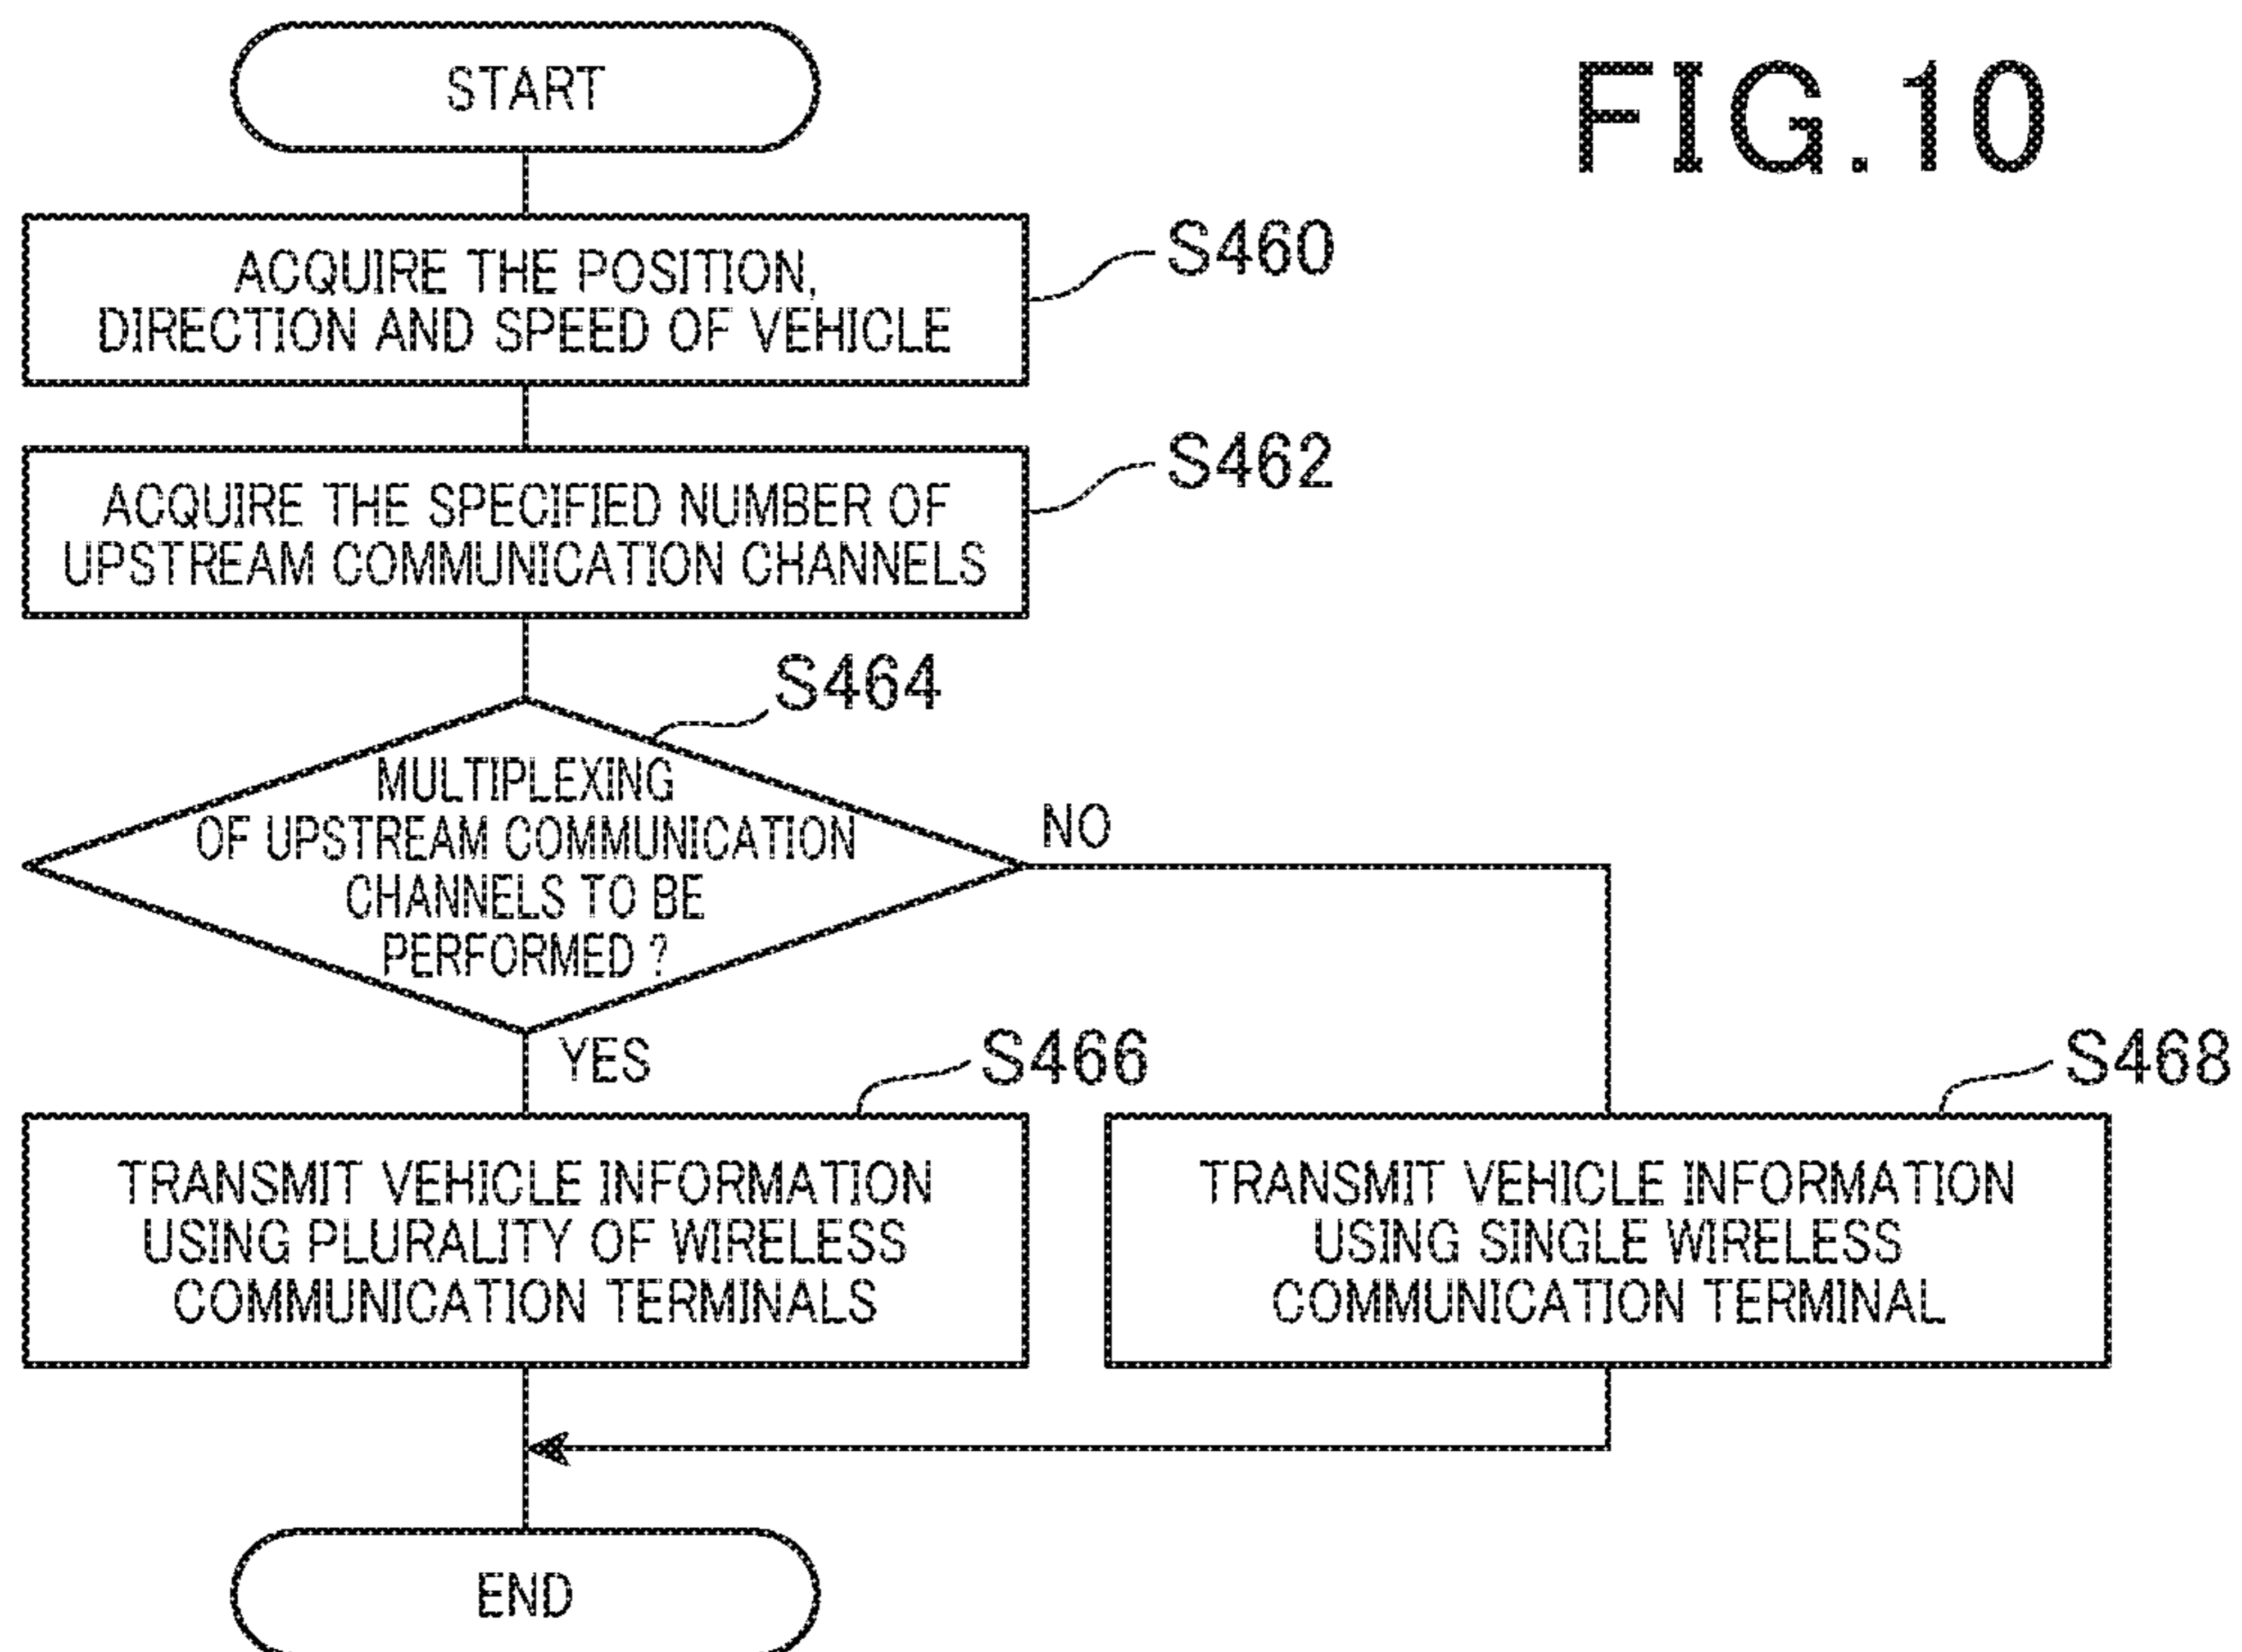 FIG.10
START
ACQUIRE THE POSITION,
DIRECTION AND SPEED OF VEHICLE
S460
ACQUIRE THE SPECIFIED NUMBER OF
UPSTREAM COMMUNICATION CHANNELS
S462
S464
MULTIPLEXING
OF UPSTREAM COMMUNICATION
CHANNELS TO BE
PERFORMED ?
NO
YES
S466
TRANSMIT VEHICLE INFORMATION
USING PLURALITY OF WIRELESS
COMMUNICATION TERMINALS
S468
TRANSMIT VEHICLE INFORMATION
USING SINGLE WIRELESS
COMMUNICATION TERMINAL
END